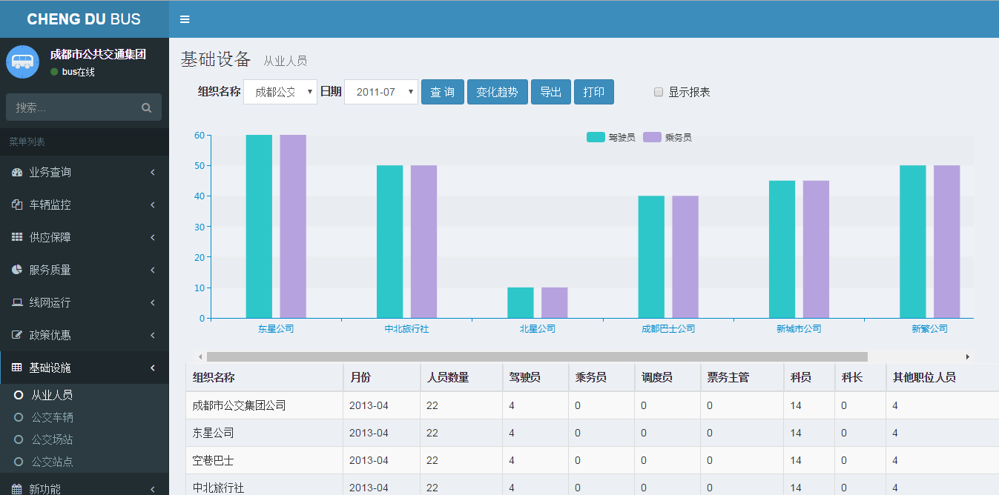 CHENG DU BUS
成都市公共交通集团
bus在线
搜索...
菜单列表
业务查询
车辆监控
供应保障
服务质量
线网运行
政策优惠
基础设施
从业人员
公交车辆
公交场站
公交站点
新功能
基础设备 从业人员
组织名称 成都公交 日期 2011-07 查 询 变化趋势 导出 打印 显示报表
驾驶员 乘务员
60
50
40
30
20
10
0
东星公司 中北旅行社 北星公司 成都巴士公司 新城市公司 新繁公司
组织名称 月份 人员数量 驾驶员 乘务员 调度员 票务主管 科员 科长 其他职位人员
成都市公交集团公司 2013-04 22 4 0 0 0 14 0 4
东星公司 2013-04 22 4 0 0 0 14 0 4
空巷巴士 2013-04 22 4 0 0 0 14 0 4
中北旅行社 2013-04 22 4 0 0 0 14 0 4